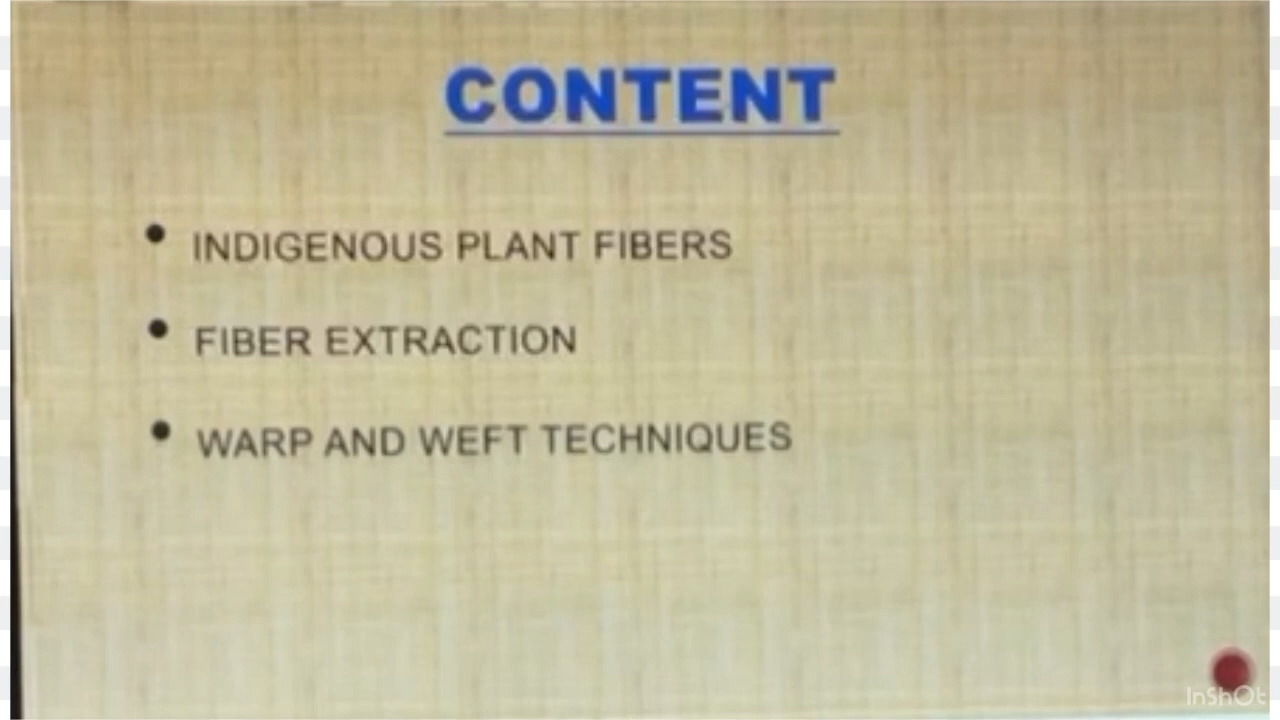 CONTENT
• INDIGENOUS PLANT FIBERS
• FIBER EXTRACTION
• WARP AND WEFT TECHNIQUES
InShOt